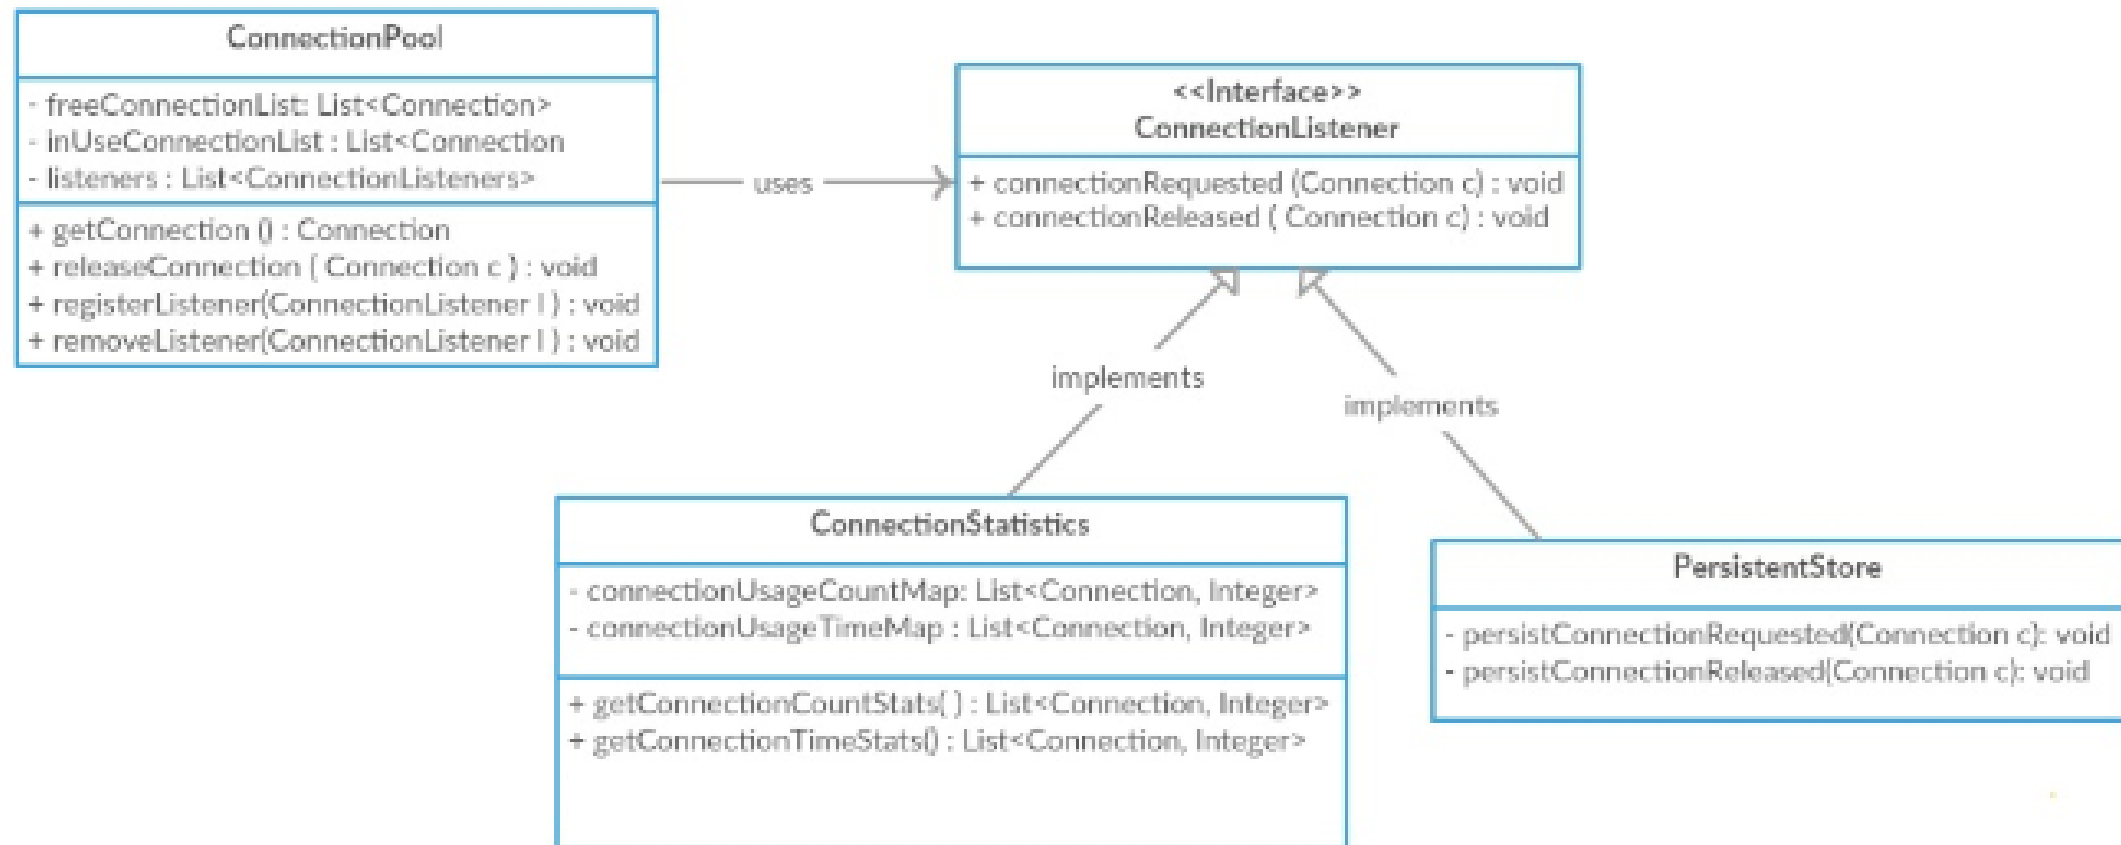 ConnectionPool
- freeConnectionList: List<Connection>
- inUseConnectionList : List<Connection
- listeners : List<ConnectionListeners>
+ getConnection () : Connection
+ releaseConnection ( Connection c ) : void
+ registerListener(ConnectionListener l ) : void
+ removeListener(ConnectionListener l ) : void
uses
<<Interface>>
ConnectionListener
+ connectionRequested (Connection c) : void
+ connectionReleased ( Connection c) : void
implements
implements
ConnectionStatistics
- connectionUsageCountMap: List<Connection, Integer>
- connectionUsageTimeMap : List<Connection, Integer>
+ getConnectionCountStats( ) : List<Connection, Integer>
+ getConnectionTimeStats() : List<Connection, Integer>
PersistentStore
- persistConnectionRequested(Connection c): void
- persistConnectionReleased(Connection c): void